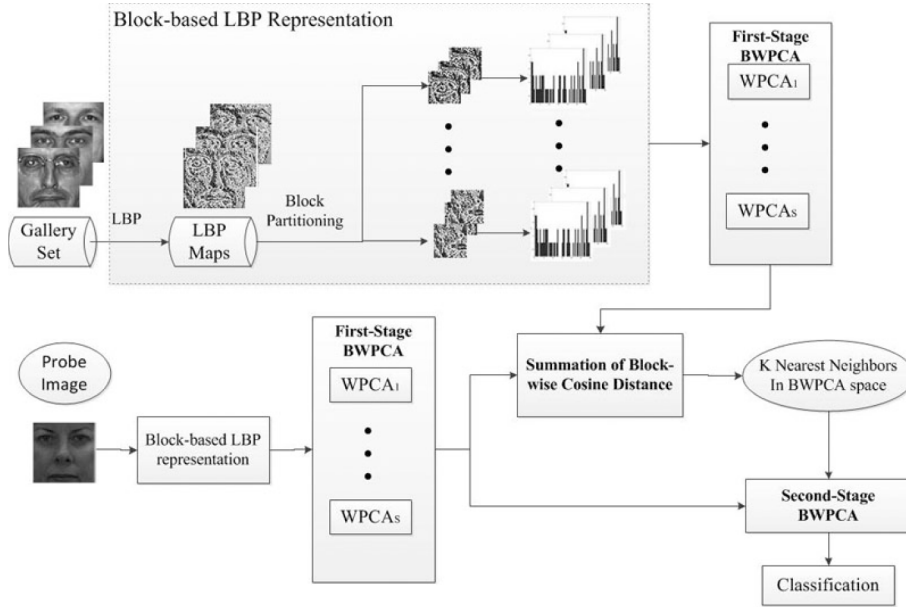 Block-based LBP Representation
First-Stage
BWPCA
WPCA1
WPCAS
Gallery
Set
LBP
LBP
Maps
Block
Partitioning
Probe
Image
Block-based LBP
representation
First-Stage
BWPCA
WPCA1
WPCAS
Summation of Block-
wise Cosine Distance
K Nearest Neighbors
In BWPCA space
Second-Stage
BWPCA
Classification